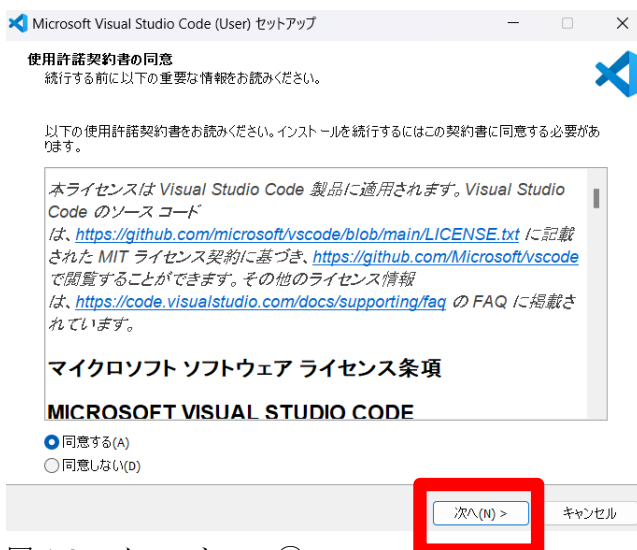 Microsoft Visual Studio Code (User) セットアップ
使用許諾契約書の同意
続行する前に以下の重要な情報をお読みください。
以下の使用許諾契約書をお読みください。インストールを続行するにはこの契約書に同意する必要があ
ります。
本ライセンスは Visual Studio Code 製品に適用されます。Visual Studio
Code のソース コード
は、https://github.com/microsoft/vscode/blob/main/LICENSE.txt に記載
された MIT ライセンス契約に基づき、https://github.com/Microsoft/vscode
で閲覧することができます。その他のライセンス情報
は、https://code.visualstudio.com/docs/supporting/faq の FAQ に掲載さ
れています。
マイクロソフト ソフトウェア ライセンス条項
MICROSOFT VISUAL STUDIO CODE
同意する(A)
同意しない(D)
次へ(N) >
キャンセル